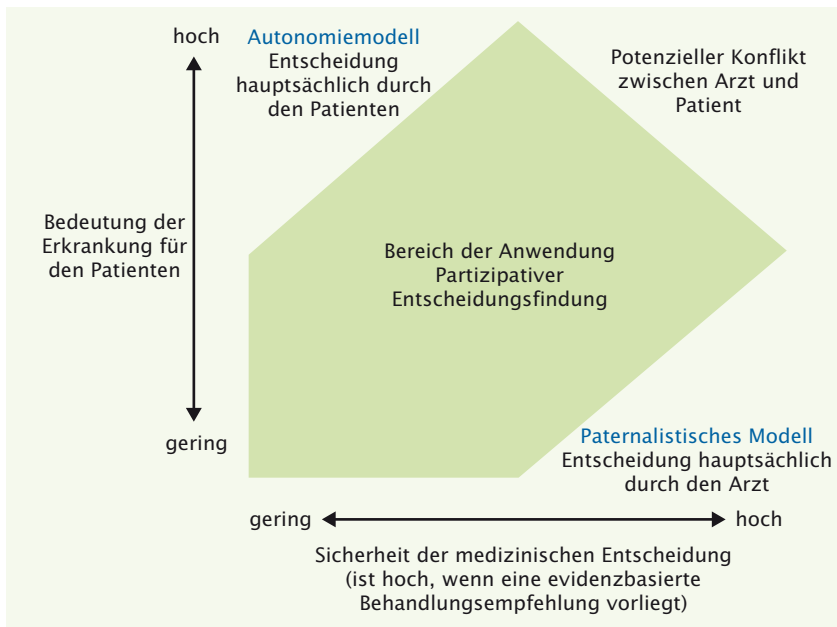 hoch
Autonomiemodell
Entscheidung
hauptsächlich durch
den Patienten
Potenzieller Konflikt
zwischen Arzt und
Patient
Bedeutung der
Erkrankung für
den Patienten
Bereich der Anwendung
Partizipativer
Entscheidungsfindung
gering
Paternalistisches Modell
Entscheidung hauptsächlich
durch den Arzt
gering
hoch
Sicherheit der medizinischen Entscheidung
(ist hoch, wenn eine evidenzbasierte
Behandlungsempfehlung vorliegt)